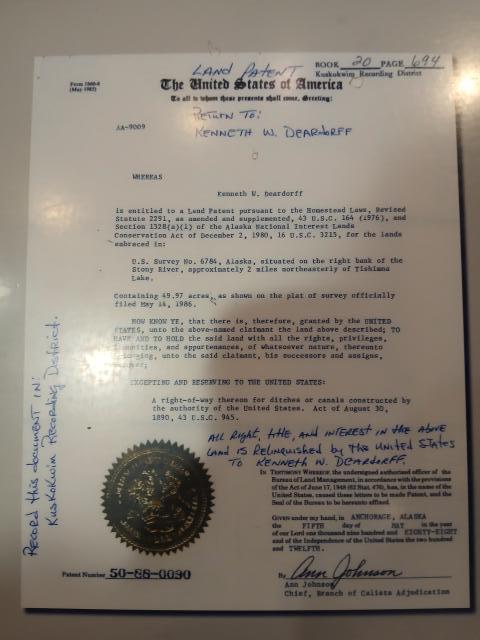 LAND PATENT
BOOK 20 PAGE 694
Kuskokwim Recording District
Form 1860-8
(May 1982)
The United States of America
To all to whom these presents shall come, Greeting:
RETURN TO:
KENNETH W. DEARDORFF
AA-9009
WHEREAS
Kenneth W. Deardorff
is entitled to a Land Patent pursuant to the Homestead Laws, Revised
Statute 2291, as amended and supplemented, 43 U.S.C. 164 (1976), and
Section 1328(a)(1) of the Alaska National Interest Lands
Conservation Act of December 2, 1980, 16 U.S.C. 3215, for the lands
embraced in:
U.S. Survey No. 6784, Alaska, situated on the right bank of the
Stony River, approximately 2 miles northeasterly of Tishimna
Lake.
Containing 49.97 acres, as shown on the plat of survey officially
filed May 14, 1986.
NOW KNOW YE, that there is, therefore, granted by the UNITED
STATES, unto the above-named claimant the land above described; TO
HAVE AND TO HOLD the said land with all the rights, privileges,
immunities, and appurtenances, of whatsoever nature, thereunto
belonging, unto the said claimant, his successors and assigns,
EXCEPTING AND RESERVING TO THE UNITED STATES:
A right-of-way thereon for ditches or canals constructed
by the authority of the United States. Act of August 30,
1890, 43 U.S.C. 945.
ALL Right, title, AND INTEREST IN THE ABOVE
LAND IS RELINQUISHED BY THE UNITED STATES
TO KENNETH W. DEARDORFF.
IN TESTIMONY WHEREOF, the undersigned authorized officer of the
Bureau of Land Management, in accordance with the provisions
of the Act of June 17, 1948 (62 Stat. 476), has, in the name of the
United States, caused these letters to be made Patent, and the
Seal of the Bureau to be hereunto affixed.
GIVEN under my hand, in ANCHORAGE, ALASKA
the FIFTH day of MAY in the year
of our Lord one thousand nine hundred and EIGHTY-EIGHT
and of the Independence of the United States the two hundred
and TWELFTH.
By Ann Johnson
Ann Johnson
Chief, Branch of Calista Adjudication
Patent Number 50-88-0090
RECORD THIS DOCUMENT IN:
KUSKOKWIM RECORDING DISTRICT.